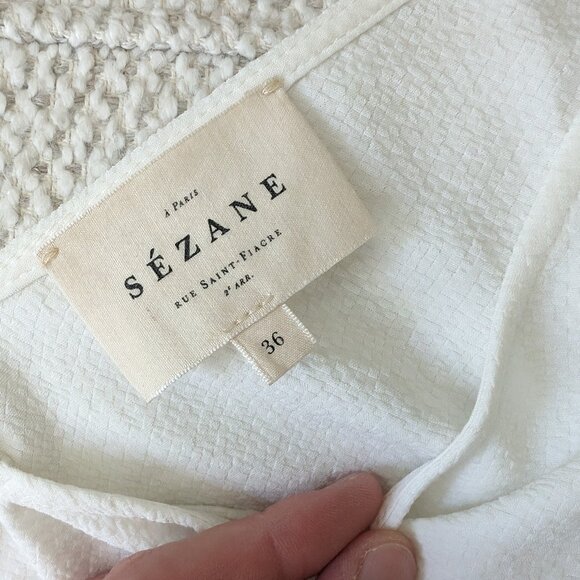 À PARIS
SÉZANE
RUE SAINT-FIACRE
2ᵉ ARR.
36